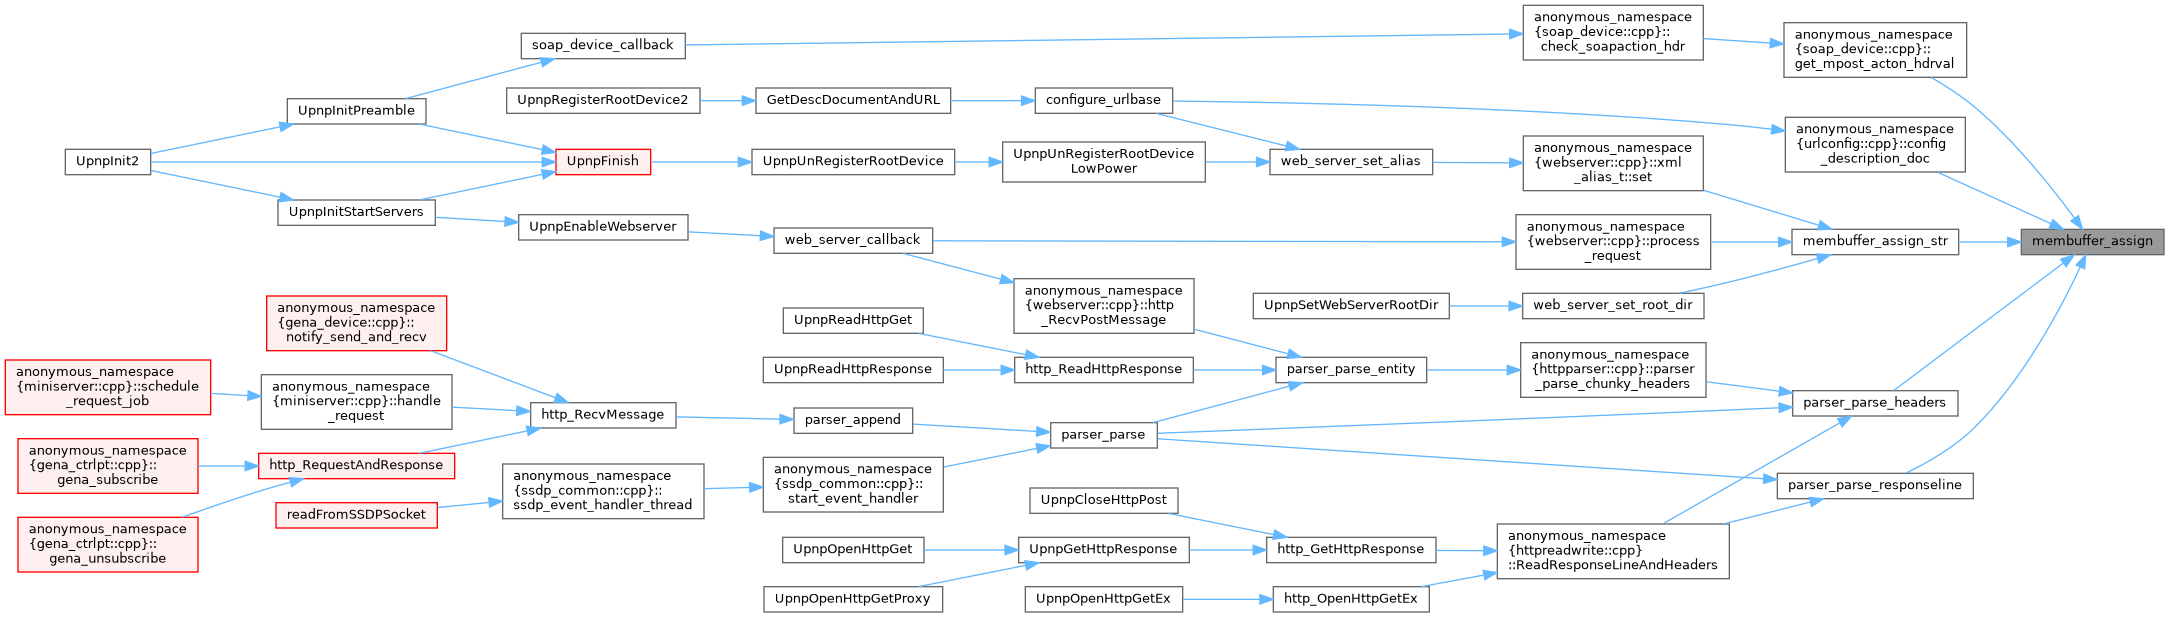 anonymous_namespace
{soap_device::cpp}::
check_soapaction_hdr
anonymous_namespace
{soap_device::cpp}::
get_mpost_acton_hdrval
soap_device_callback
UpnpRegisterRootDevice2
GetDescDocumentAndURL
configure_urlbase
UpnpInitPreamble
anonymous_namespace
{urlconfig::cpp}::config
_description_doc
UpnpInit2
UpnpFinish
UpnpUnRegisterRootDevice
UpnpUnRegisterRootDevice
LowPower
web_server_set_alias
anonymous_namespace
{webserver::cpp}::xml
_alias_t::set
UpnpInitStartServers
UpnpEnableWebserver
web_server_callback
anonymous_namespace
{webserver::cpp}::process
_request
membuffer_assign_str
membuffer_assign
anonymous_namespace
{webserver::cpp}::http
_RecvPostMessage
UpnpSetWebServerRootDir
web_server_set_root_dir
anonymous_namespace
{gena_device::cpp}::
notify_send_and_recv
UpnpReadHttpGet
UpnpReadHttpResponse
http_ReadHttpResponse
parser_parse_entity
anonymous_namespace
{httpparser::cpp}::parser
_parse_chunky_headers
anonymous_namespace
{miniserver::cpp}::schedule
_request_job
anonymous_namespace
{miniserver::cpp}::handle
_request
http_RecvMessage
parser_append
parser_parse
parser_parse_headers
anonymous_namespace
{gena_ctrlpt::cpp}::
gena_subscribe
http_RequestAndResponse
anonymous_namespace
{ssdp_common::cpp}::
ssdp_event_handler_thread
anonymous_namespace
{ssdp_common::cpp}::
start_event_handler
parser_parse_responseline
readFromSSDPSocket
UpnpCloseHttpPost
anonymous_namespace
{gena_ctrlpt::cpp}::
gena_unsubscribe
UpnpOpenHttpGet
UpnpGetHttpResponse
http_GetHttpResponse
anonymous_namespace
{httpreadwrite::cpp}
::ReadResponseLineAndHeaders
UpnpOpenHttpGetProxy
UpnpOpenHttpGetEx
http_OpenHttpGetEx